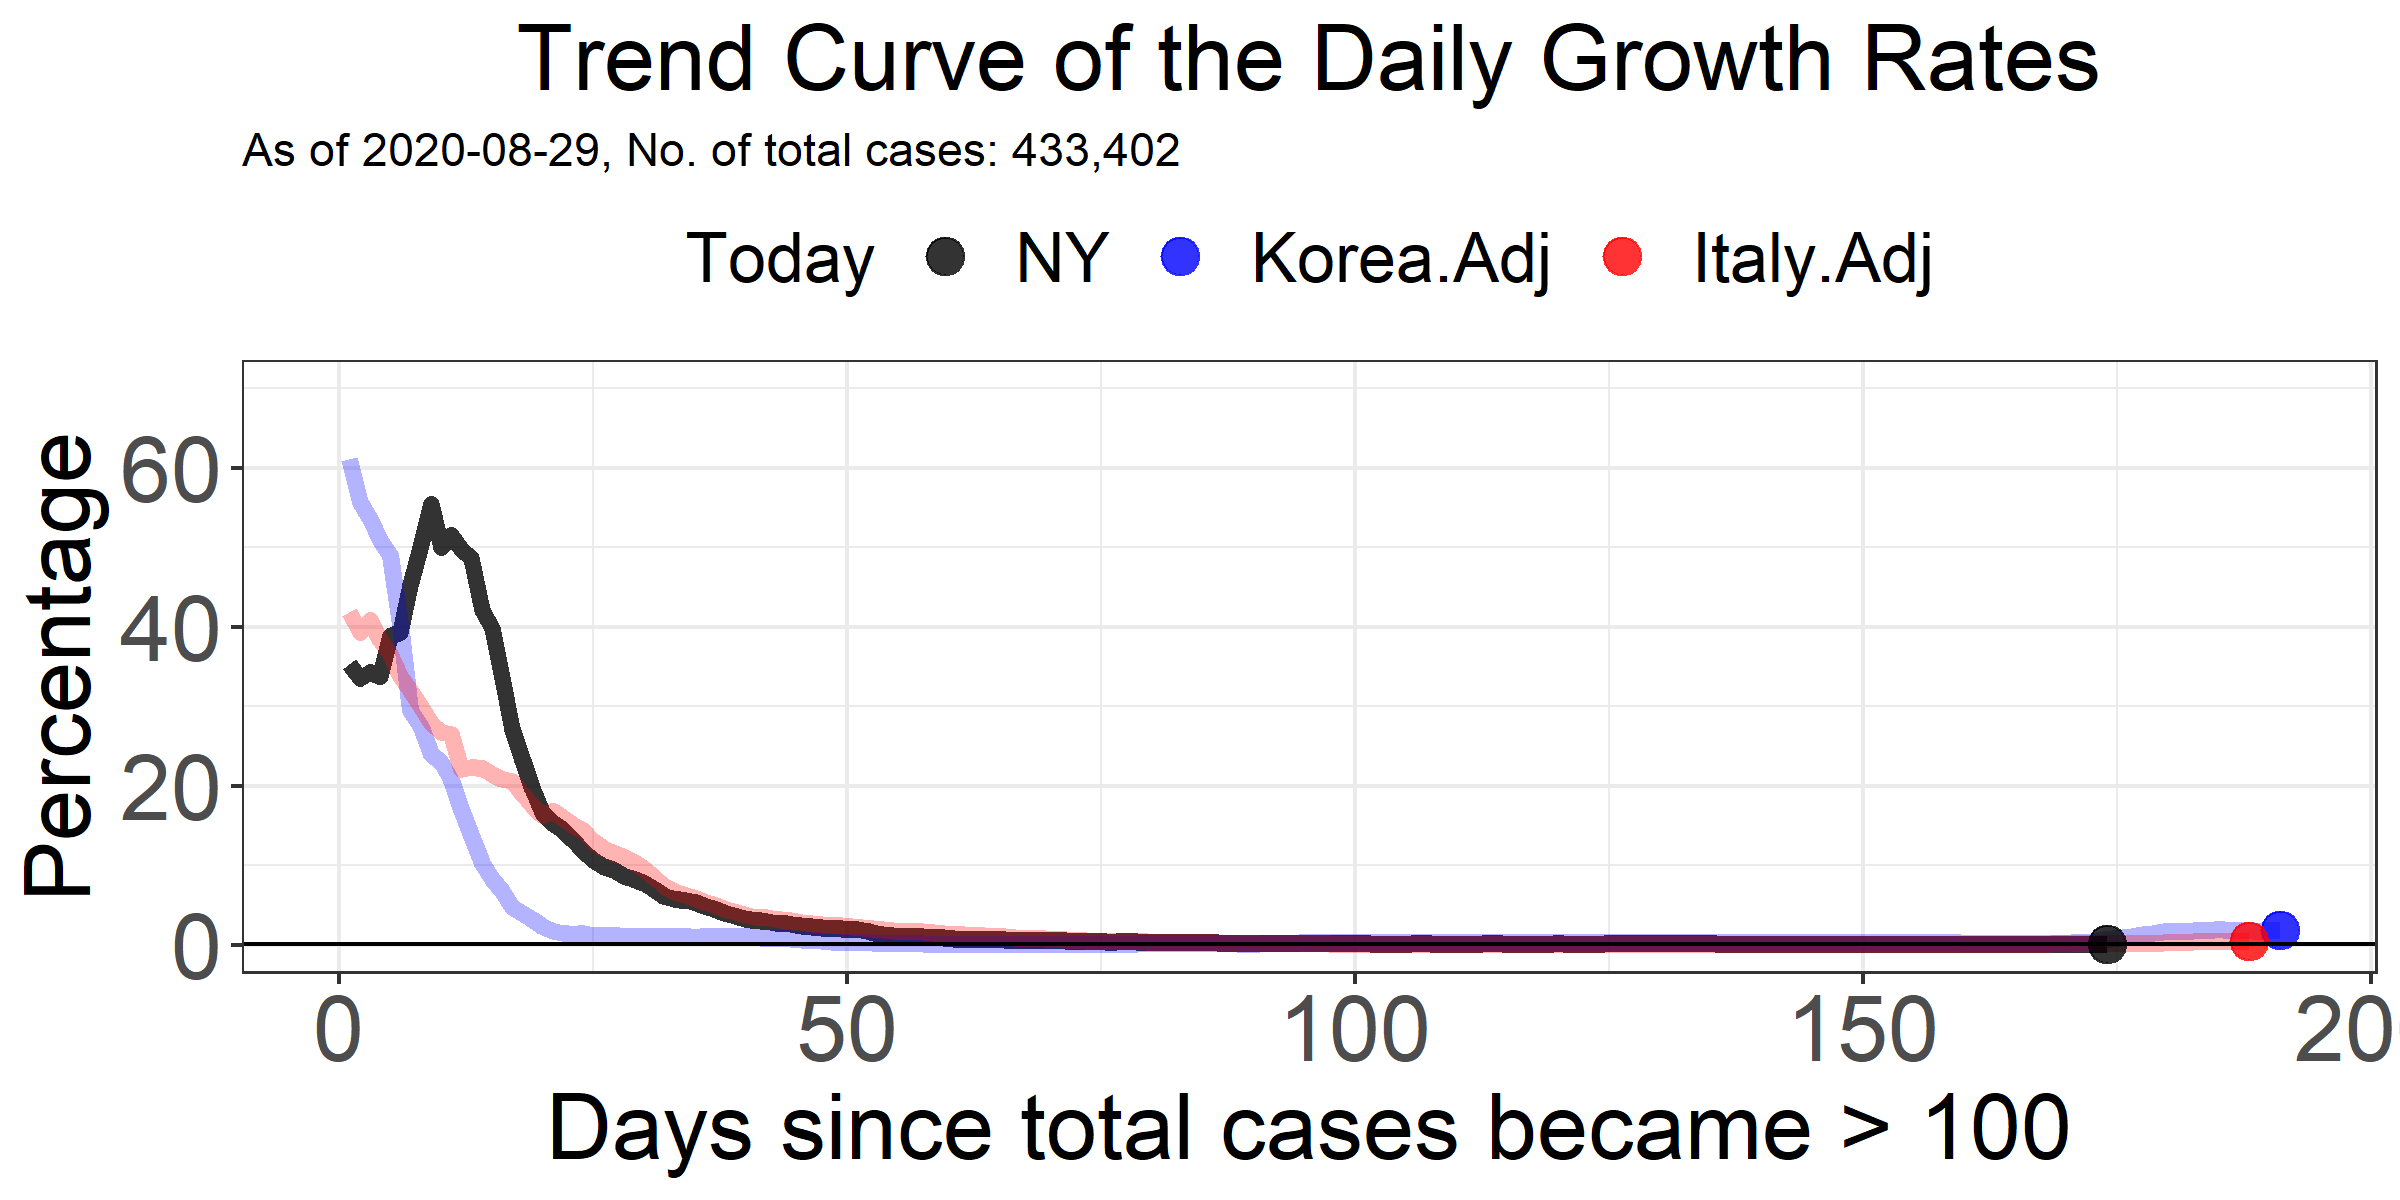 Trend Curve of the Daily Growth Rates
As of 2020-08-29, No. of total cases: 433,402
Today NY Korea.Adj Italy.Adj
Percentage
60
40
20
0
0 50 100 150 20
Days since total cases became > 100